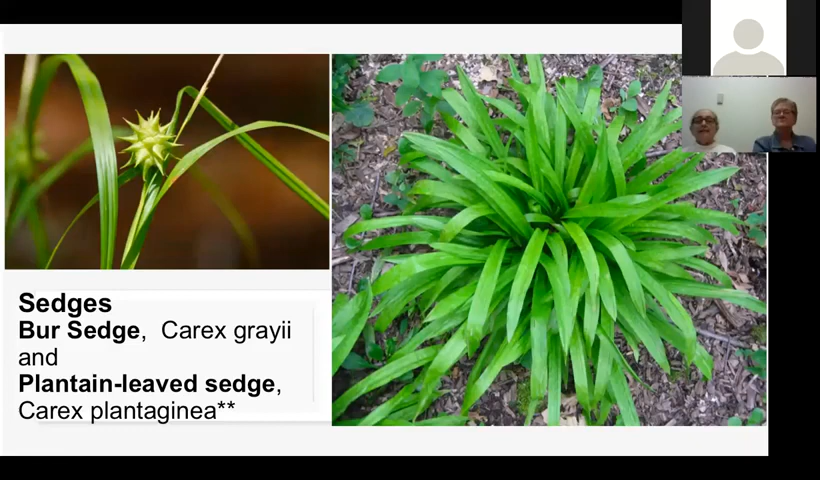 Sedges
Bur Sedge, Carex grayii
and
Plantain-leaved sedge,
Carex plantaginea**